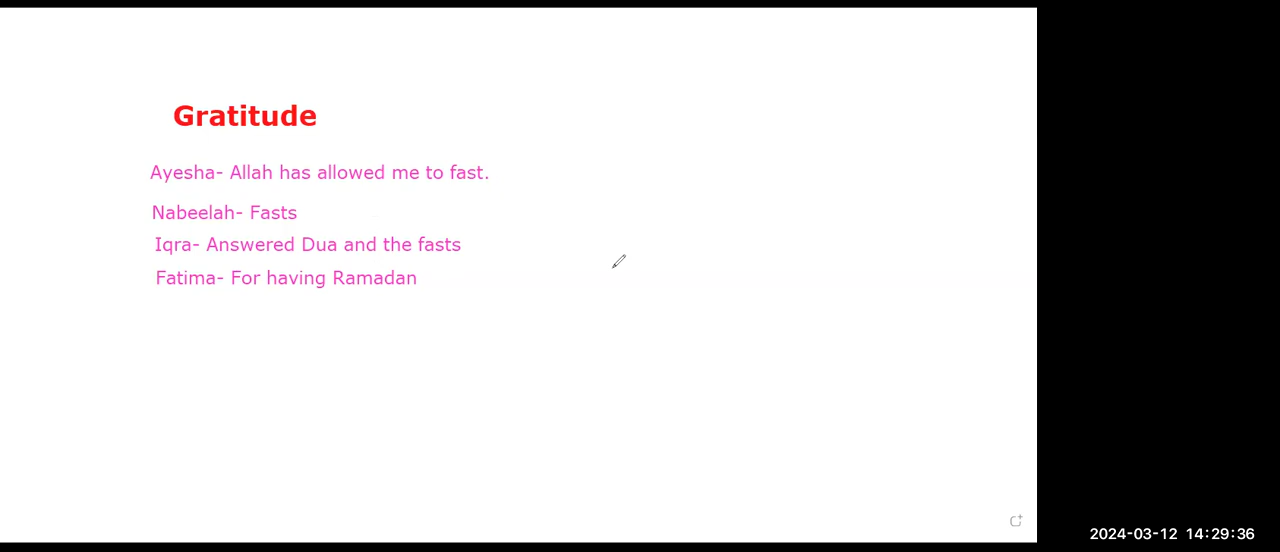 Gratitude
Ayesha- Allah has allowed me to fast.
Nabeelah- Fasts
Iqra- Answered Dua and the fasts
Fatima- For having Ramadan
2024-03-12 14:29:36